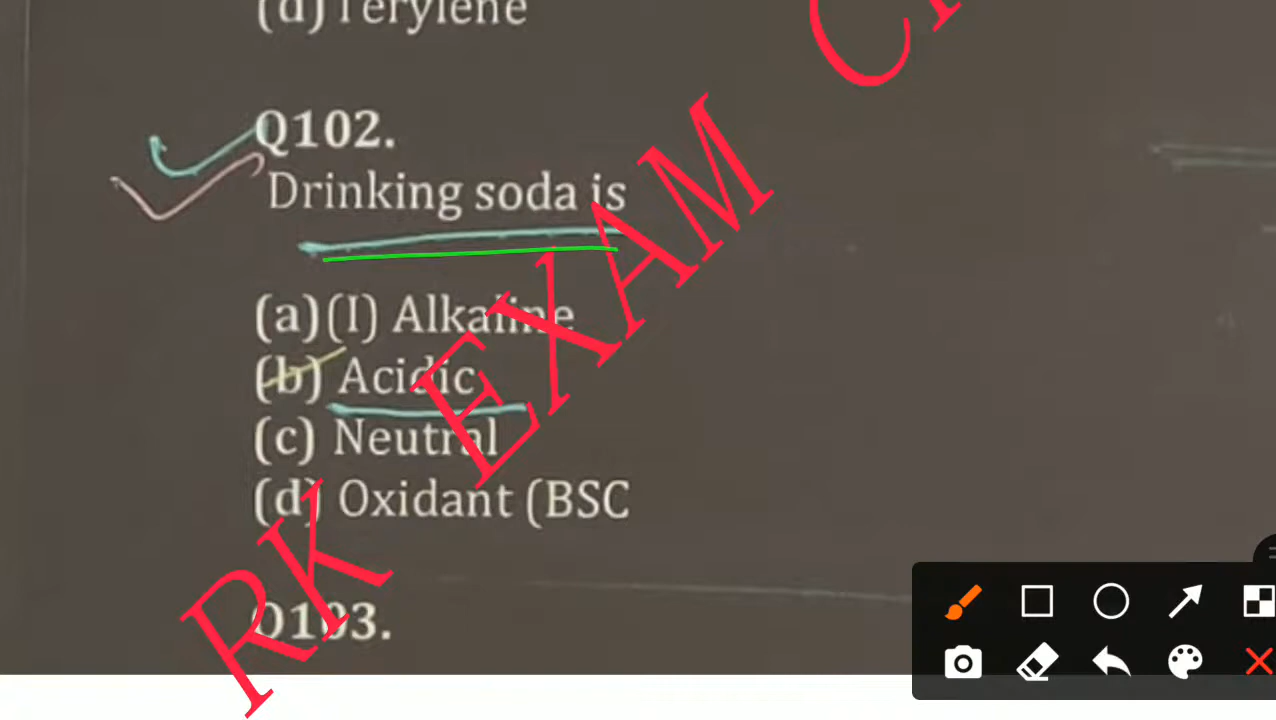 (d) Terylene
Q102.
Drinking soda is
(a)(I) Alkaline
(b) Acidic
(c) Neutral
(d) Oxidant (BSC
Q103.
RK EXAM